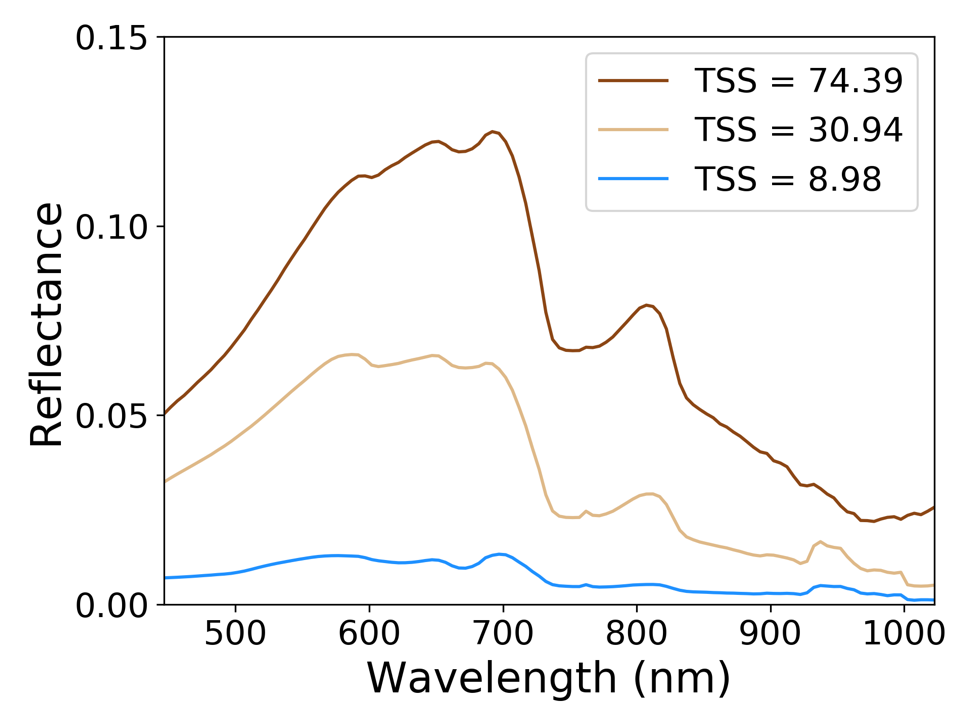 0.15
0.10
0.05
0.00
Reflectance
TSS = 74.39
TSS = 30.94
TSS = 8.98
500 600 700 800 900 1000
Wavelength (nm)